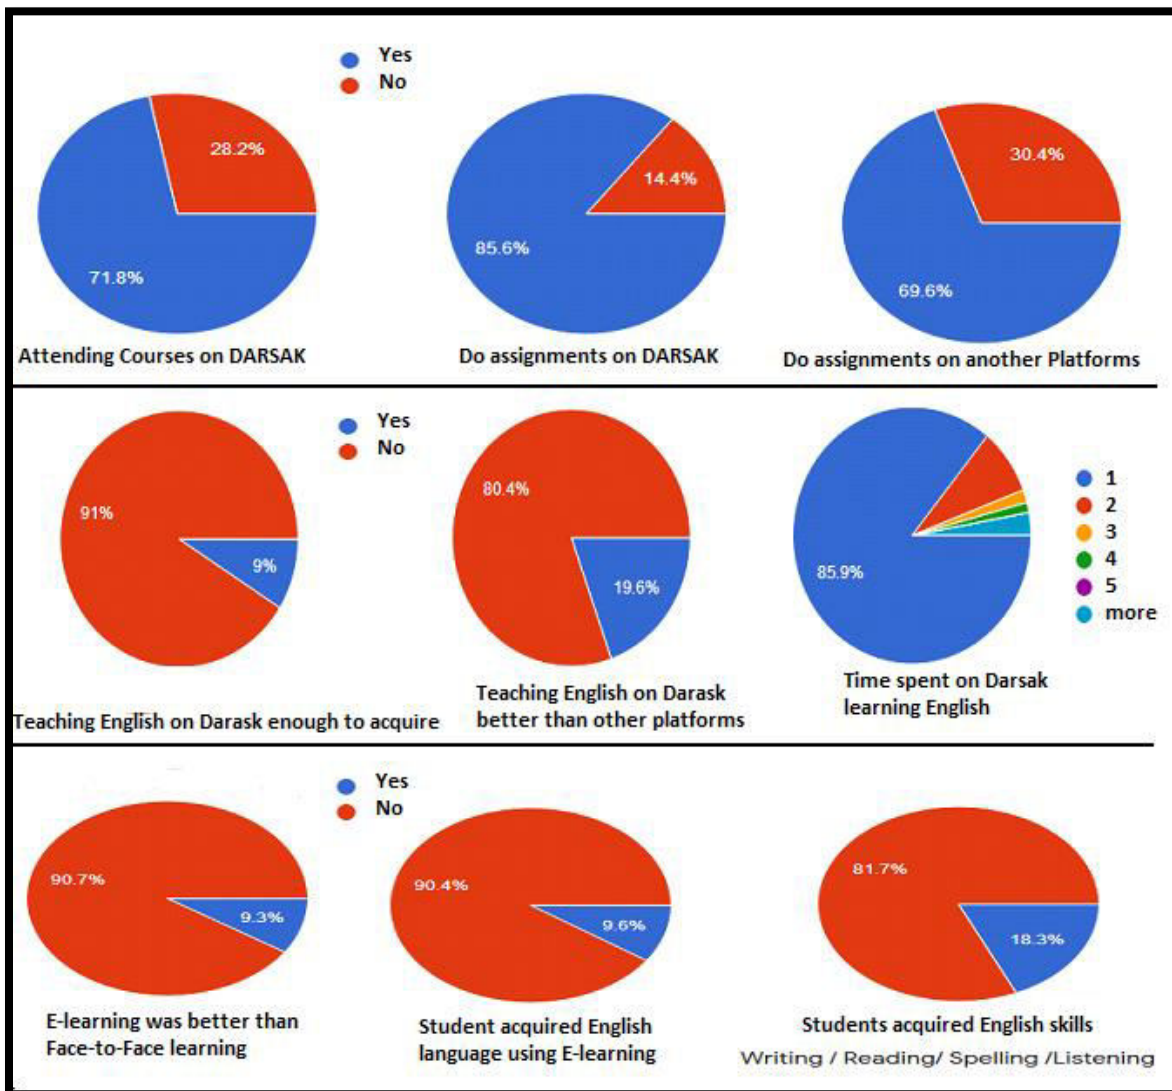 Yes
No
28.2%
71.8%
14.4%
85.6%
30.4%
69.6%
Attending Courses on DARSAK
Do assignments on DARSAK
Do assignments on another Platforms
Yes
No
91%
9%
80.4%
19.6%
85.9%
1
2
3
4
5
more
Teaching English on Darask enough to acquire
Teaching English on Darask
better than other platforms
Time spent on Darsak
learning English
Yes
No
90.7%
9.3%
90.4%
9.6%
81.7%
18.3%
E-learning was better than
Face-to-Face learning
Student acquired English
language using E-learning
Students acquired English skills
Writing / Reading/ Spelling /Listening